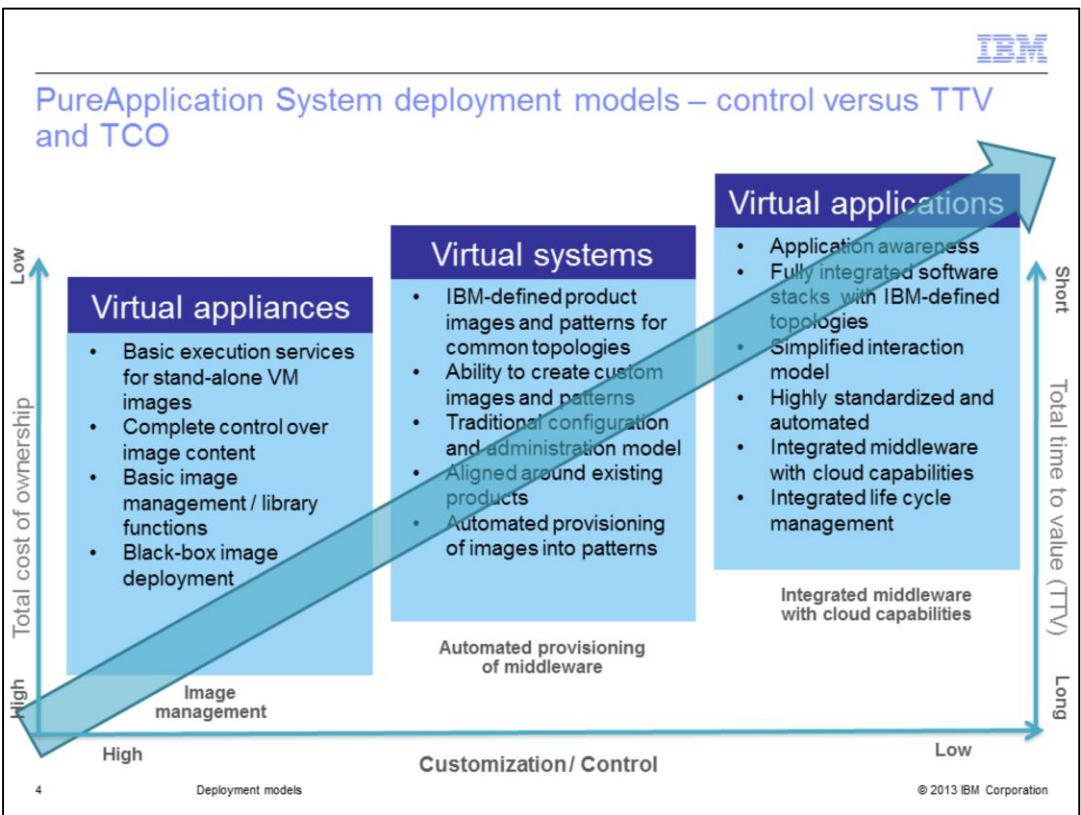 IBM
PureApplication System deployment models – control versus TTV
and TCO
Low
Total cost of ownership
High
Virtual appliances
• Basic execution services
for stand-alone VM
images
• Complete control over
image content
• Basic image
management / library
functions
• Black-box image
deployment
Image
management
Virtual systems
• IBM-defined product
images and patterns for
common topologies
• Ability to create custom
images and patterns
• Traditional configuration
and administration model
• Aligned around existing
products
• Automated provisioning
of images into patterns
Automated provisioning
of middleware
Virtual applications
• Application awareness
• Fully integrated software
stacks with IBM-defined
topologies
• Simplified interaction
model
• Highly standardized and
automated
• Integrated middleware
with cloud capabilities
• Integrated life cycle
management
Integrated middleware
with cloud capabilities
Short
Total time to value (TTV)
Long
High
Customization / Control
Low
4
Deployment models
© 2013 IBM Corporation